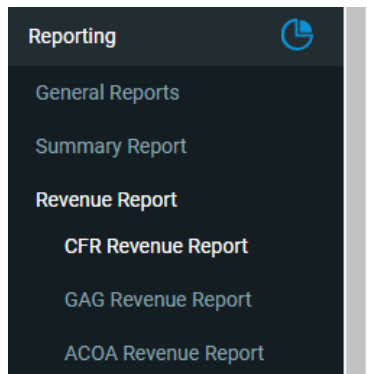 Reporting
General Reports
Summary Report
Revenue Report
CFR Revenue Report
GAG Revenue Report
ACOA Revenue Report